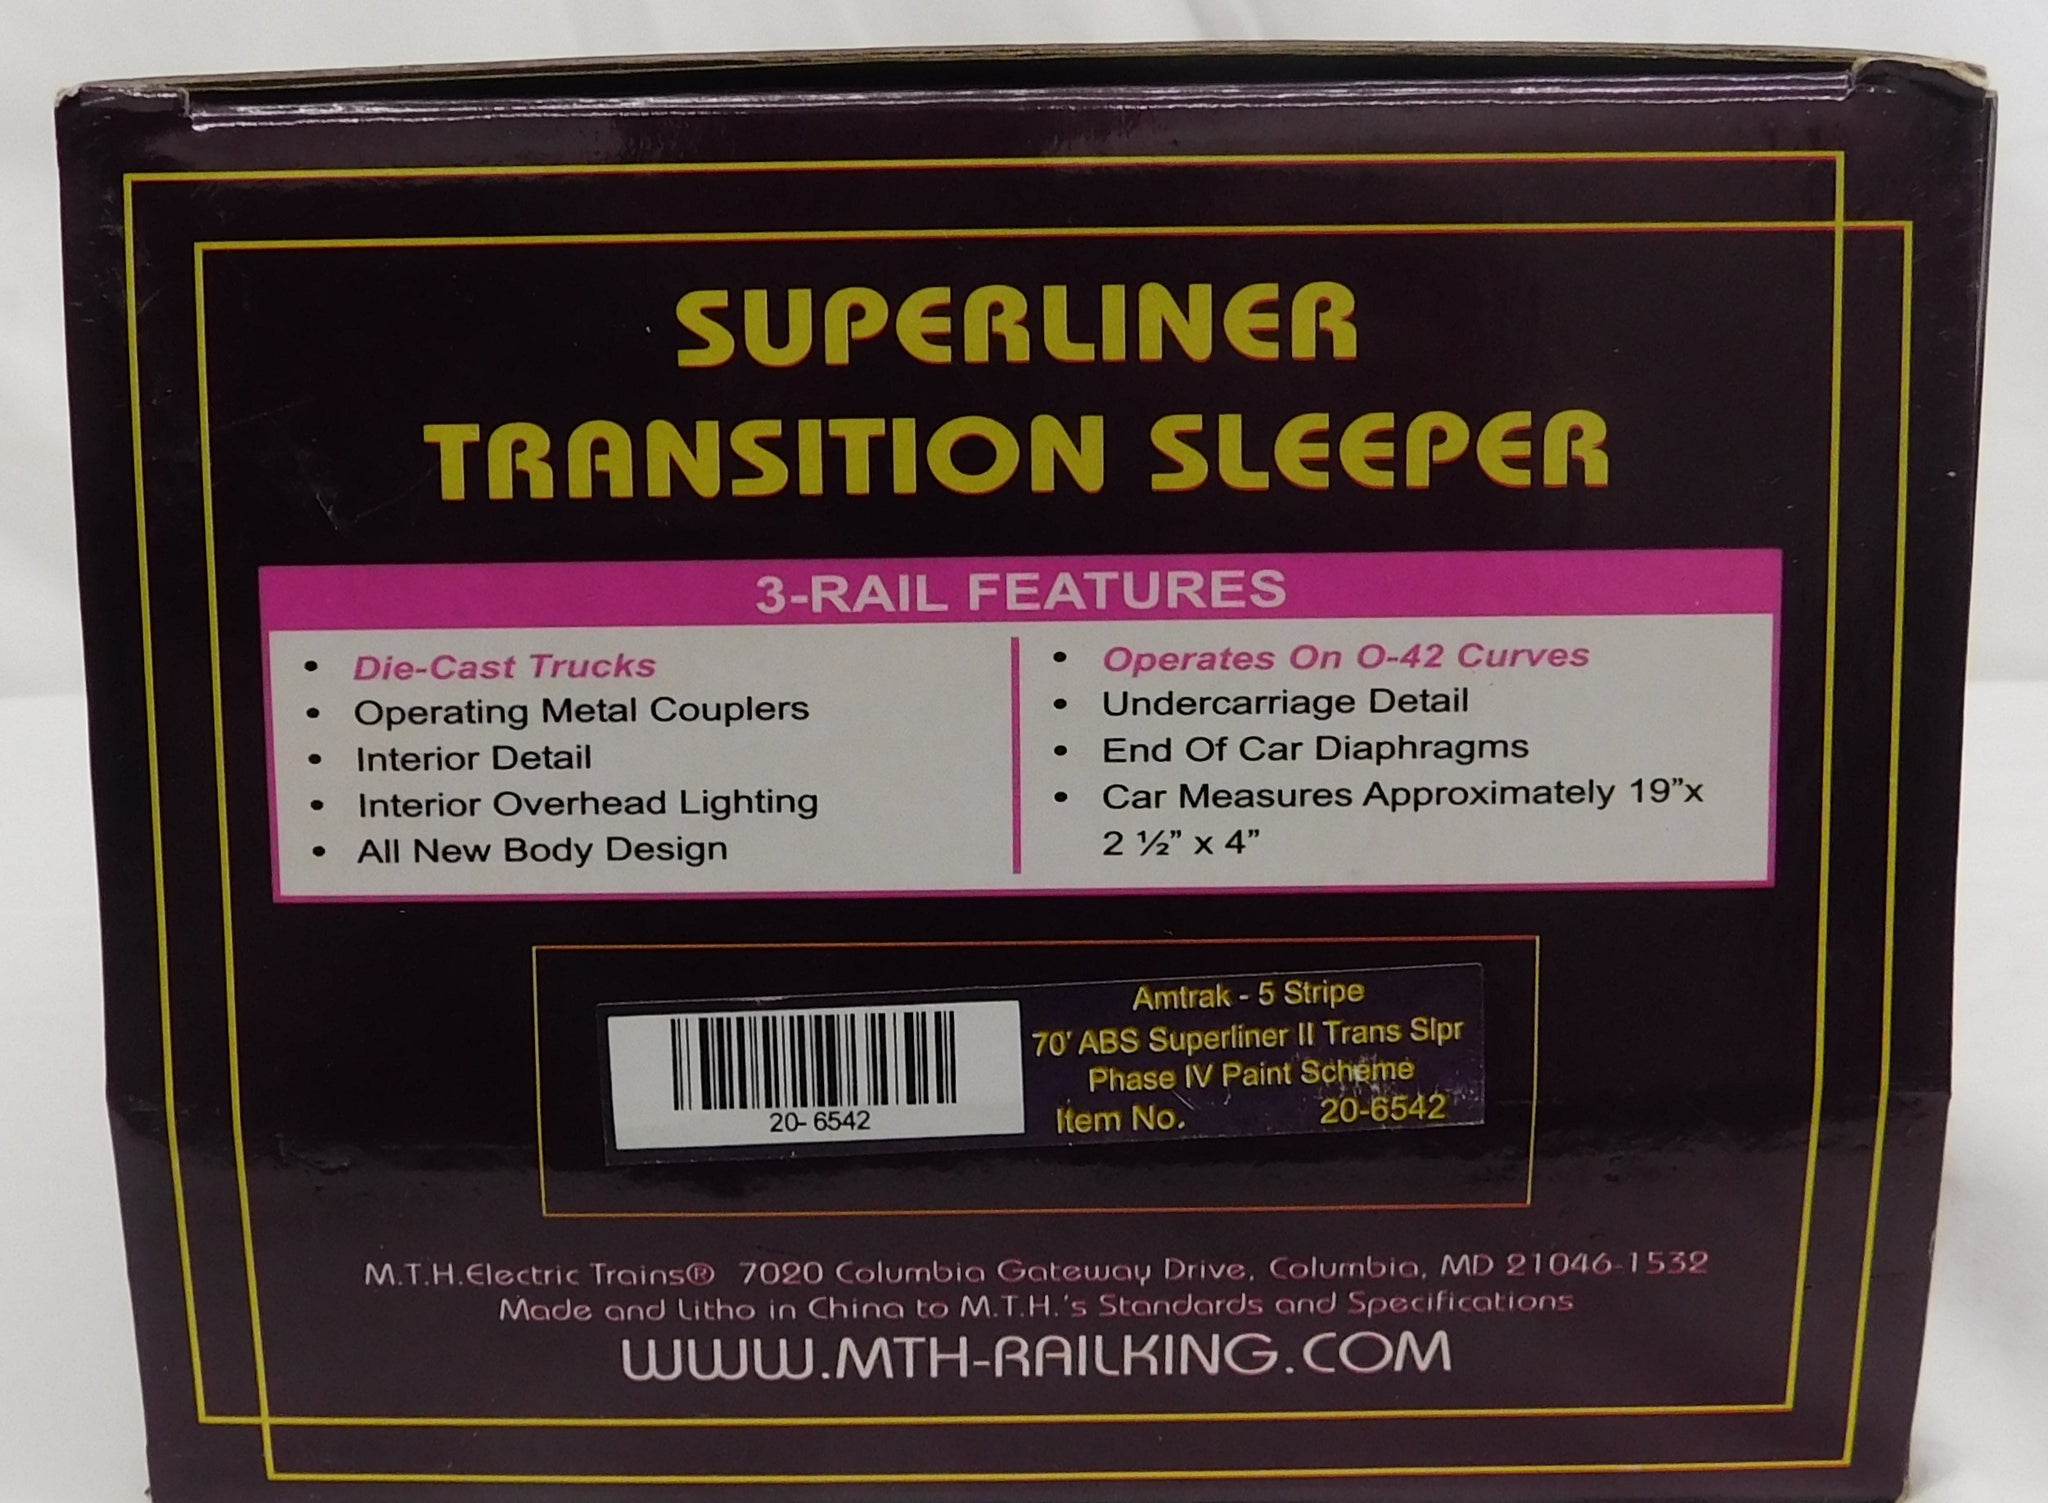 SUPERLINER
TRANSITION SLEEPER
3-RAIL FEATURES
• Die-Cast Trucks
• Operating Metal Couplers
• Interior Detail
• Interior Overhead Lighting
• All New Body Design
• Operates On O-42 Curves
• Undercarriage Detail
• End Of Car Diaphragms
• Car Measures Approximately 19”x
2 ½” x 4”
20-6542
Amtrak - 5 Stripe
70' ABS Superliner II Trans Slpr
Phase IV Paint Scheme
Item No. 20-6542
M.T.H.Electric Trains® 7020 Columbia Gateway Drive, Columbia, MD 21046-1532
Made and Litho in China to M.T.H.'s Standards and Specifications
WWW.MTH-RAILKING.COM